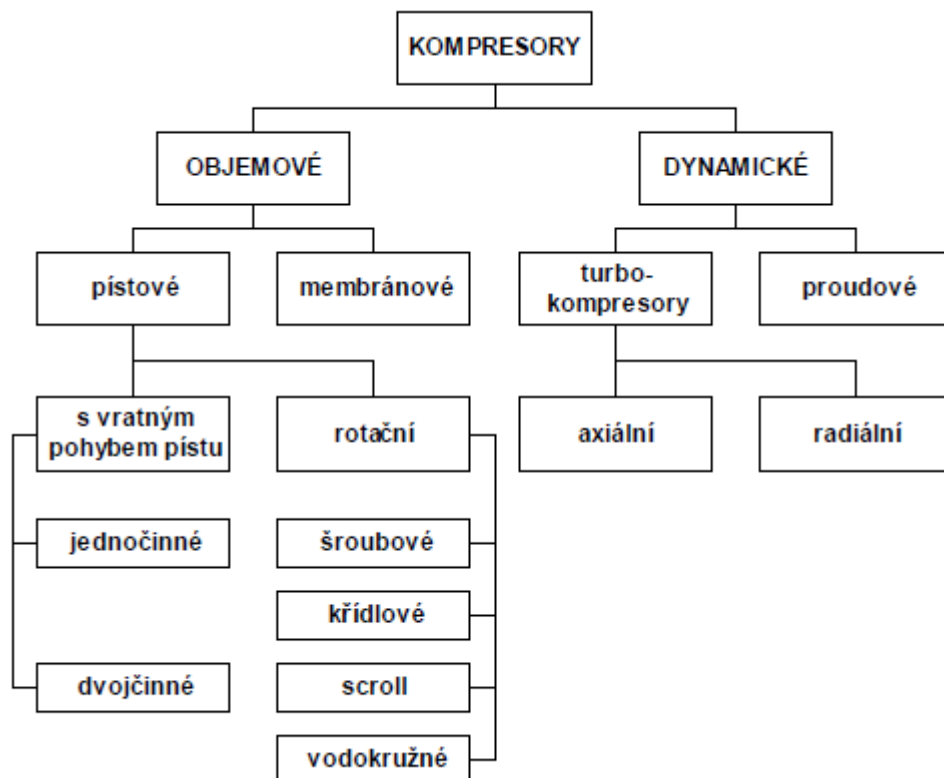 KOMPRESORY
OBJEMOVÉ
DYNAMICKÉ
pístové
membránové
turbo-
kompresory
proudové
s vratným
pohybem pístu
rotační
axiální
radiální
jednočinné
šroubové
křídlové
dvojčinné
scroll
vodokružné